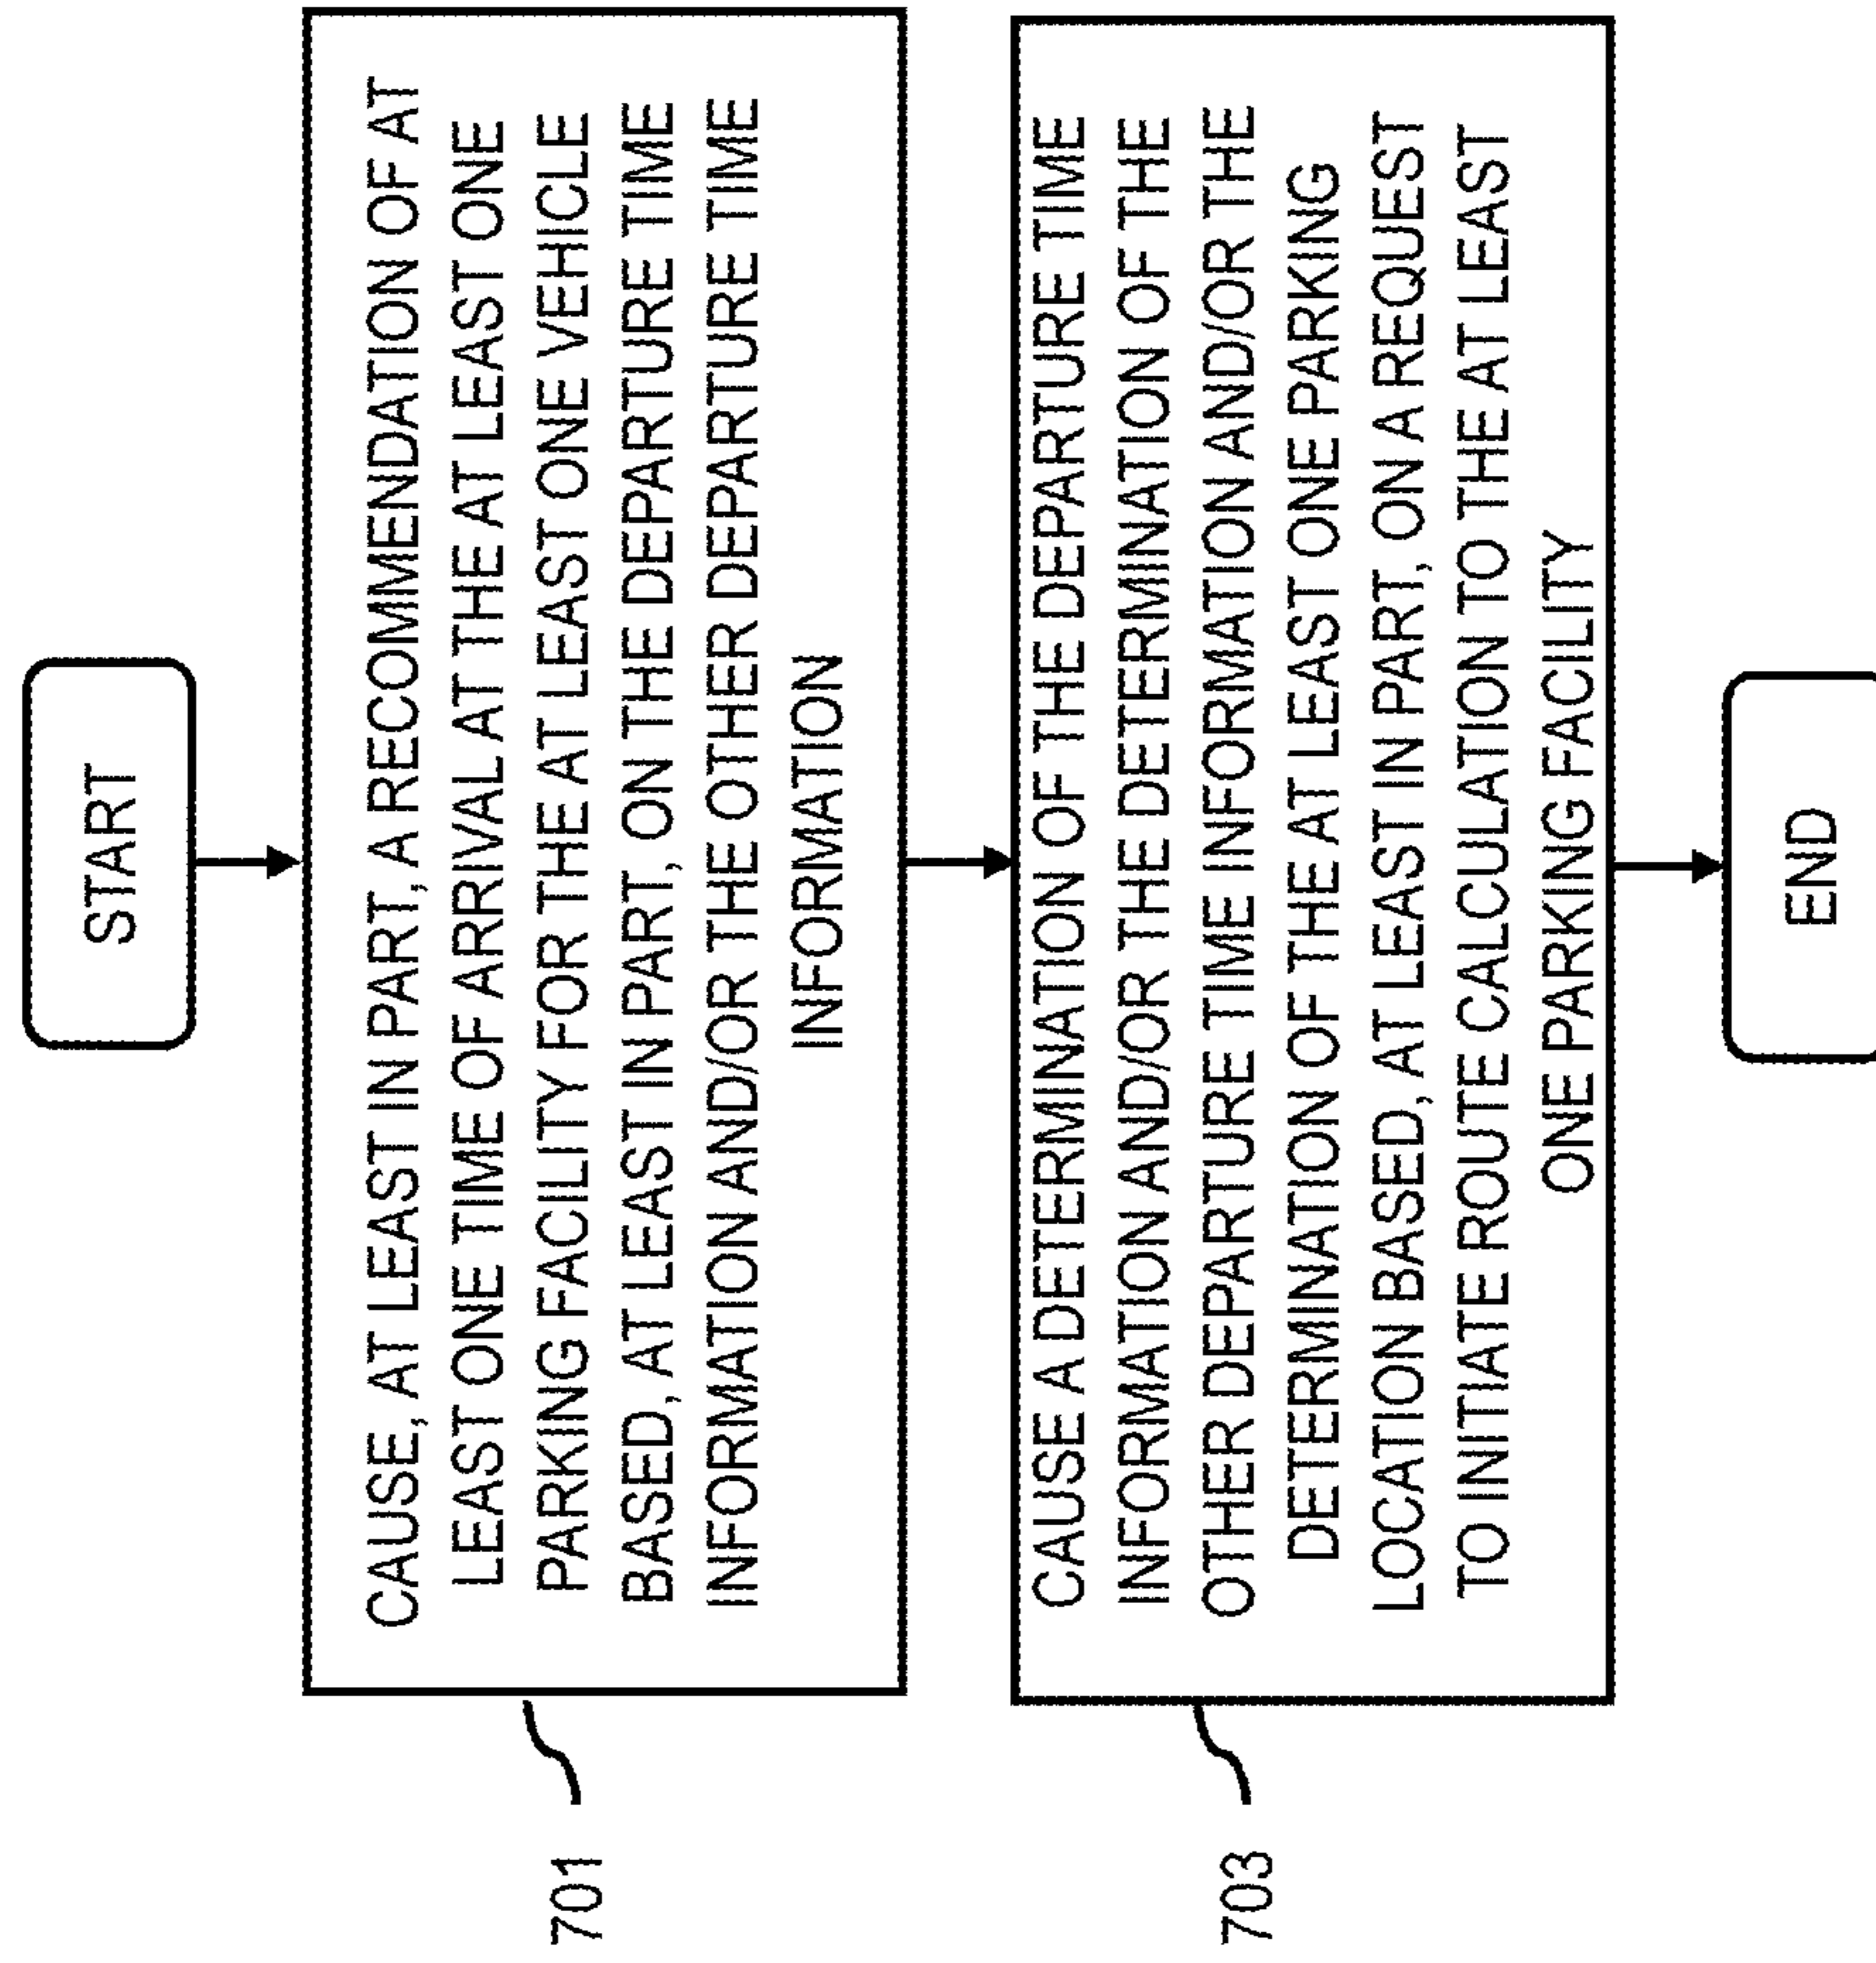 START
CAUSE, AT LEAST IN PART, A RECOMMENDATION OF AT
LEAST ONE TIME OF ARRIVAL AT THE AT LEAST ONE
PARKING FACILITY FOR THE AT LEAST ONE VEHICLE
BASED, AT LEAST IN PART, ON THE DEPARTURE TIME
INFORMATION AND/OR THE OTHER DEPARTURE TIME
INFORMATION
701
CAUSE A DETERMINATION OF THE DEPARTURE TIME
INFORMATION AND/OR THE DETERMINATION OF THE
OTHER DEPARTURE TIME INFORMATION AND/OR THE
DETERMINATION OF THE AT LEAST ONE PARKING
LOCATION BASED, AT LEAST IN PART, ON A REQUEST
TO INITIATE ROUTE CALCULATION TO THE AT LEAST
ONE PARKING FACILITY
703
END